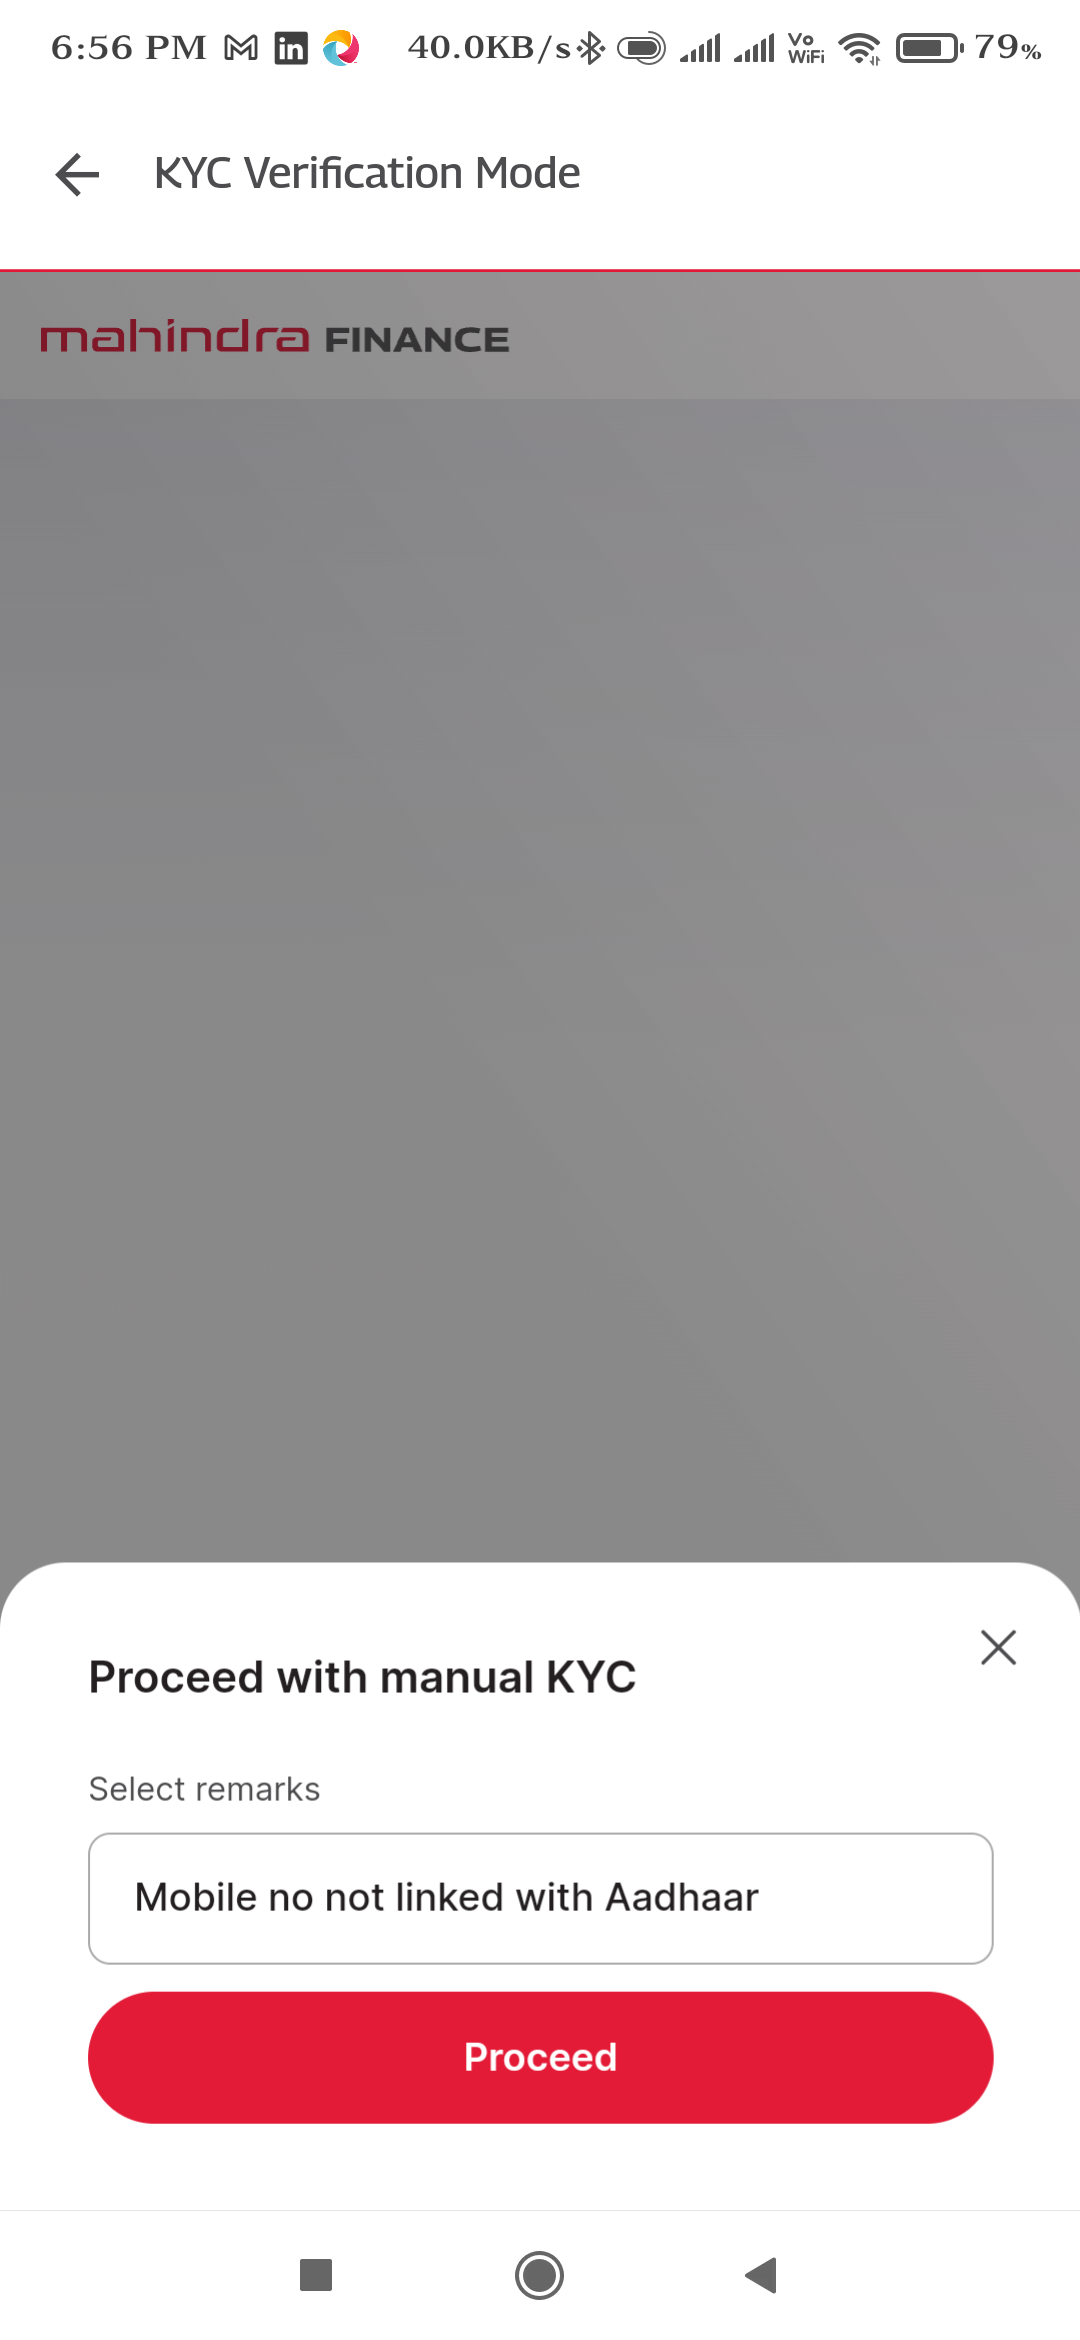 6:56 PM 40.0KB/s Vo WiFi 79%
KYC Verification Mode
mahindra FINANCE
Proceed with manual KYC
Select remarks
Mobile no not linked with Aadhaar
Proceed